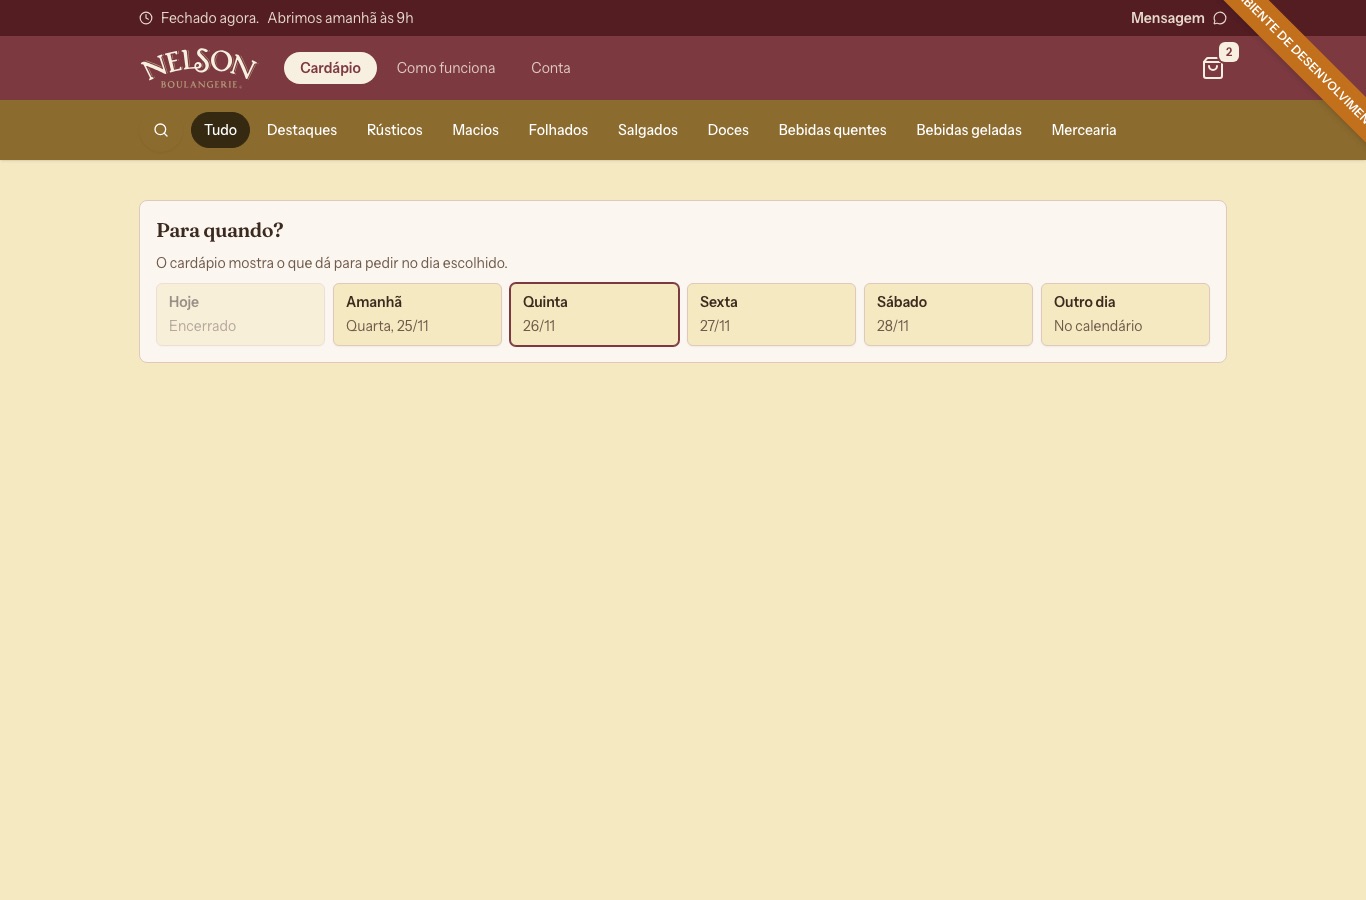 Fechado agora. Abrimos amanhã às 9h
Mensagem
NELSON
BOULANGERIE
Cardápio
Como funciona
Conta
2
Tudo
Destaques
Rústicos
Macios
Folhados
Salgados
Doces
Bebidas quentes
Bebidas geladas
Mercearia
Para quando?
O cardápio mostra o que dá para pedir no dia escolhido.
Hoje
Encerrado
Amanhã
Quarta, 25/11
Quinta
26/11
Sexta
27/11
Sábado
28/11
Outro dia
No calendário
DE